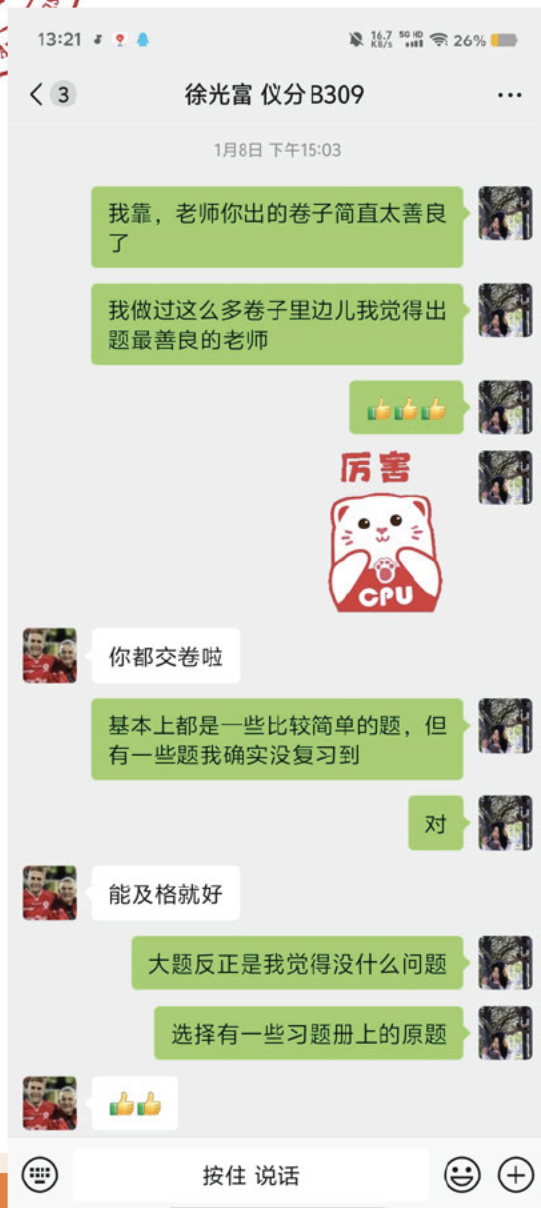 13:21
16.7 KB/s 5G HD 26%
3 徐光富 仪分B309
1月8日 下午15:03
我靠，老师你出的卷子简直太善良
了
我做过这么多卷子里边儿我觉得出
题最善良的老师
👍👍👍
厉害
CPU
你都交卷啦
基本上都是一些比较简单的题，但
有一些题我确实没复习到
对
能及格就好
大题反正是我觉得没什么问题
选择有一些习题册上的原题
👍👍
按住 说话